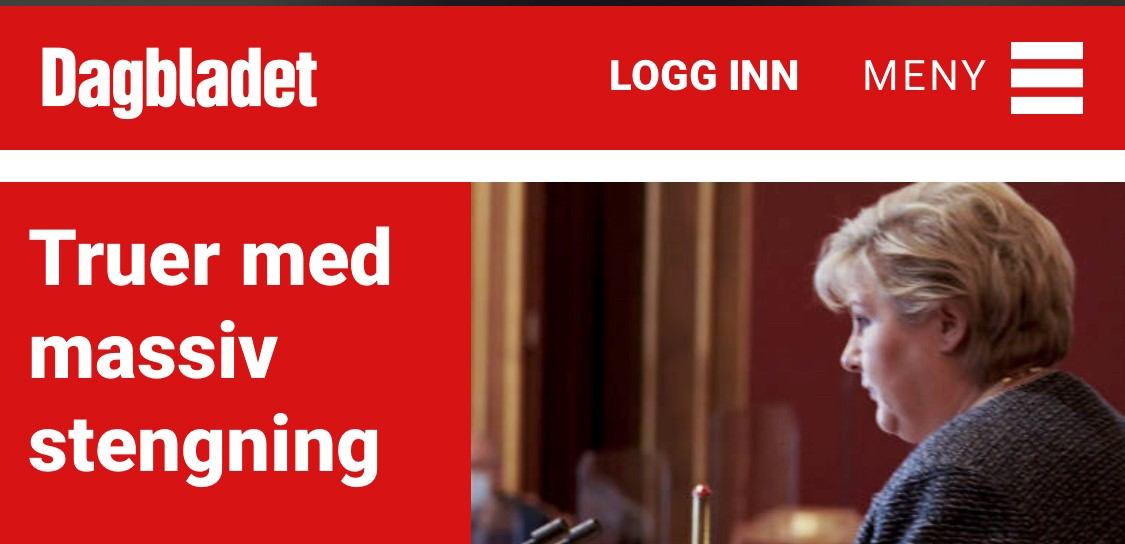 Dagbladet
LOGG INN
MENY
Truer med
massiv
stengning